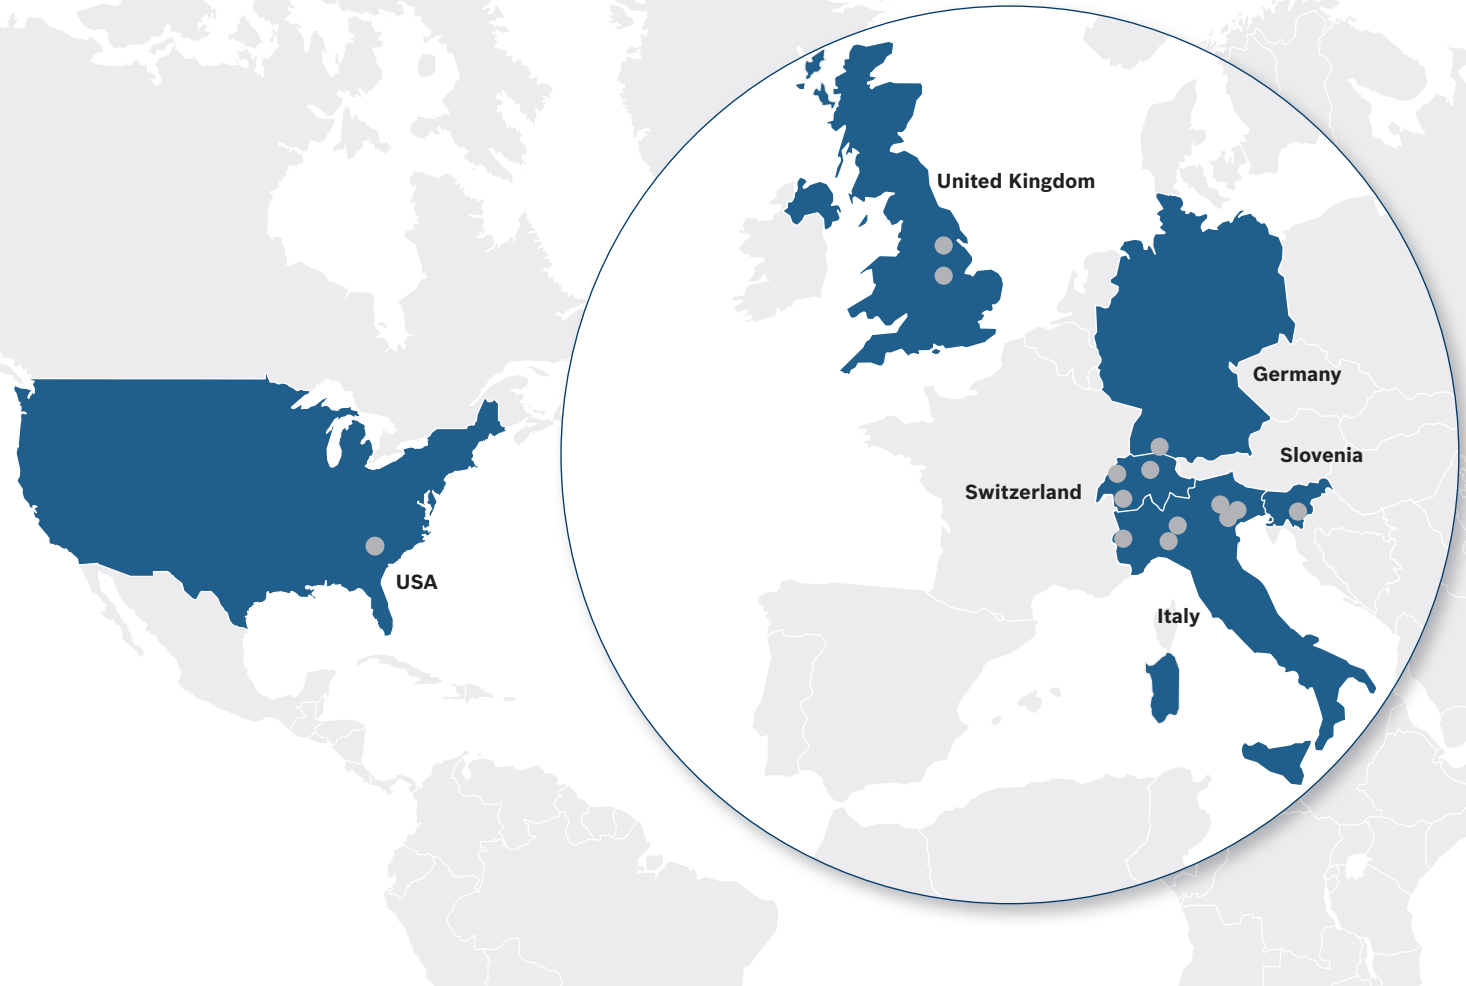 United Kingdom
Germany
Slovenia
Switzerland
USA
Italy